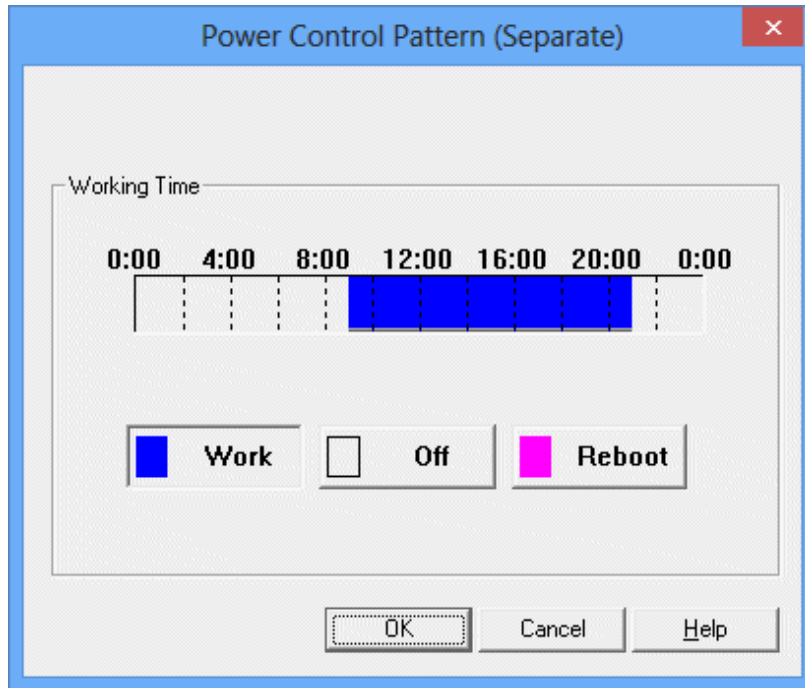 Power Control Pattern (Separate)
Working Time
0:00 4:00 8:00 12:00 16:00 20:00 0:00
Work Off Reboot
OK Cancel Help